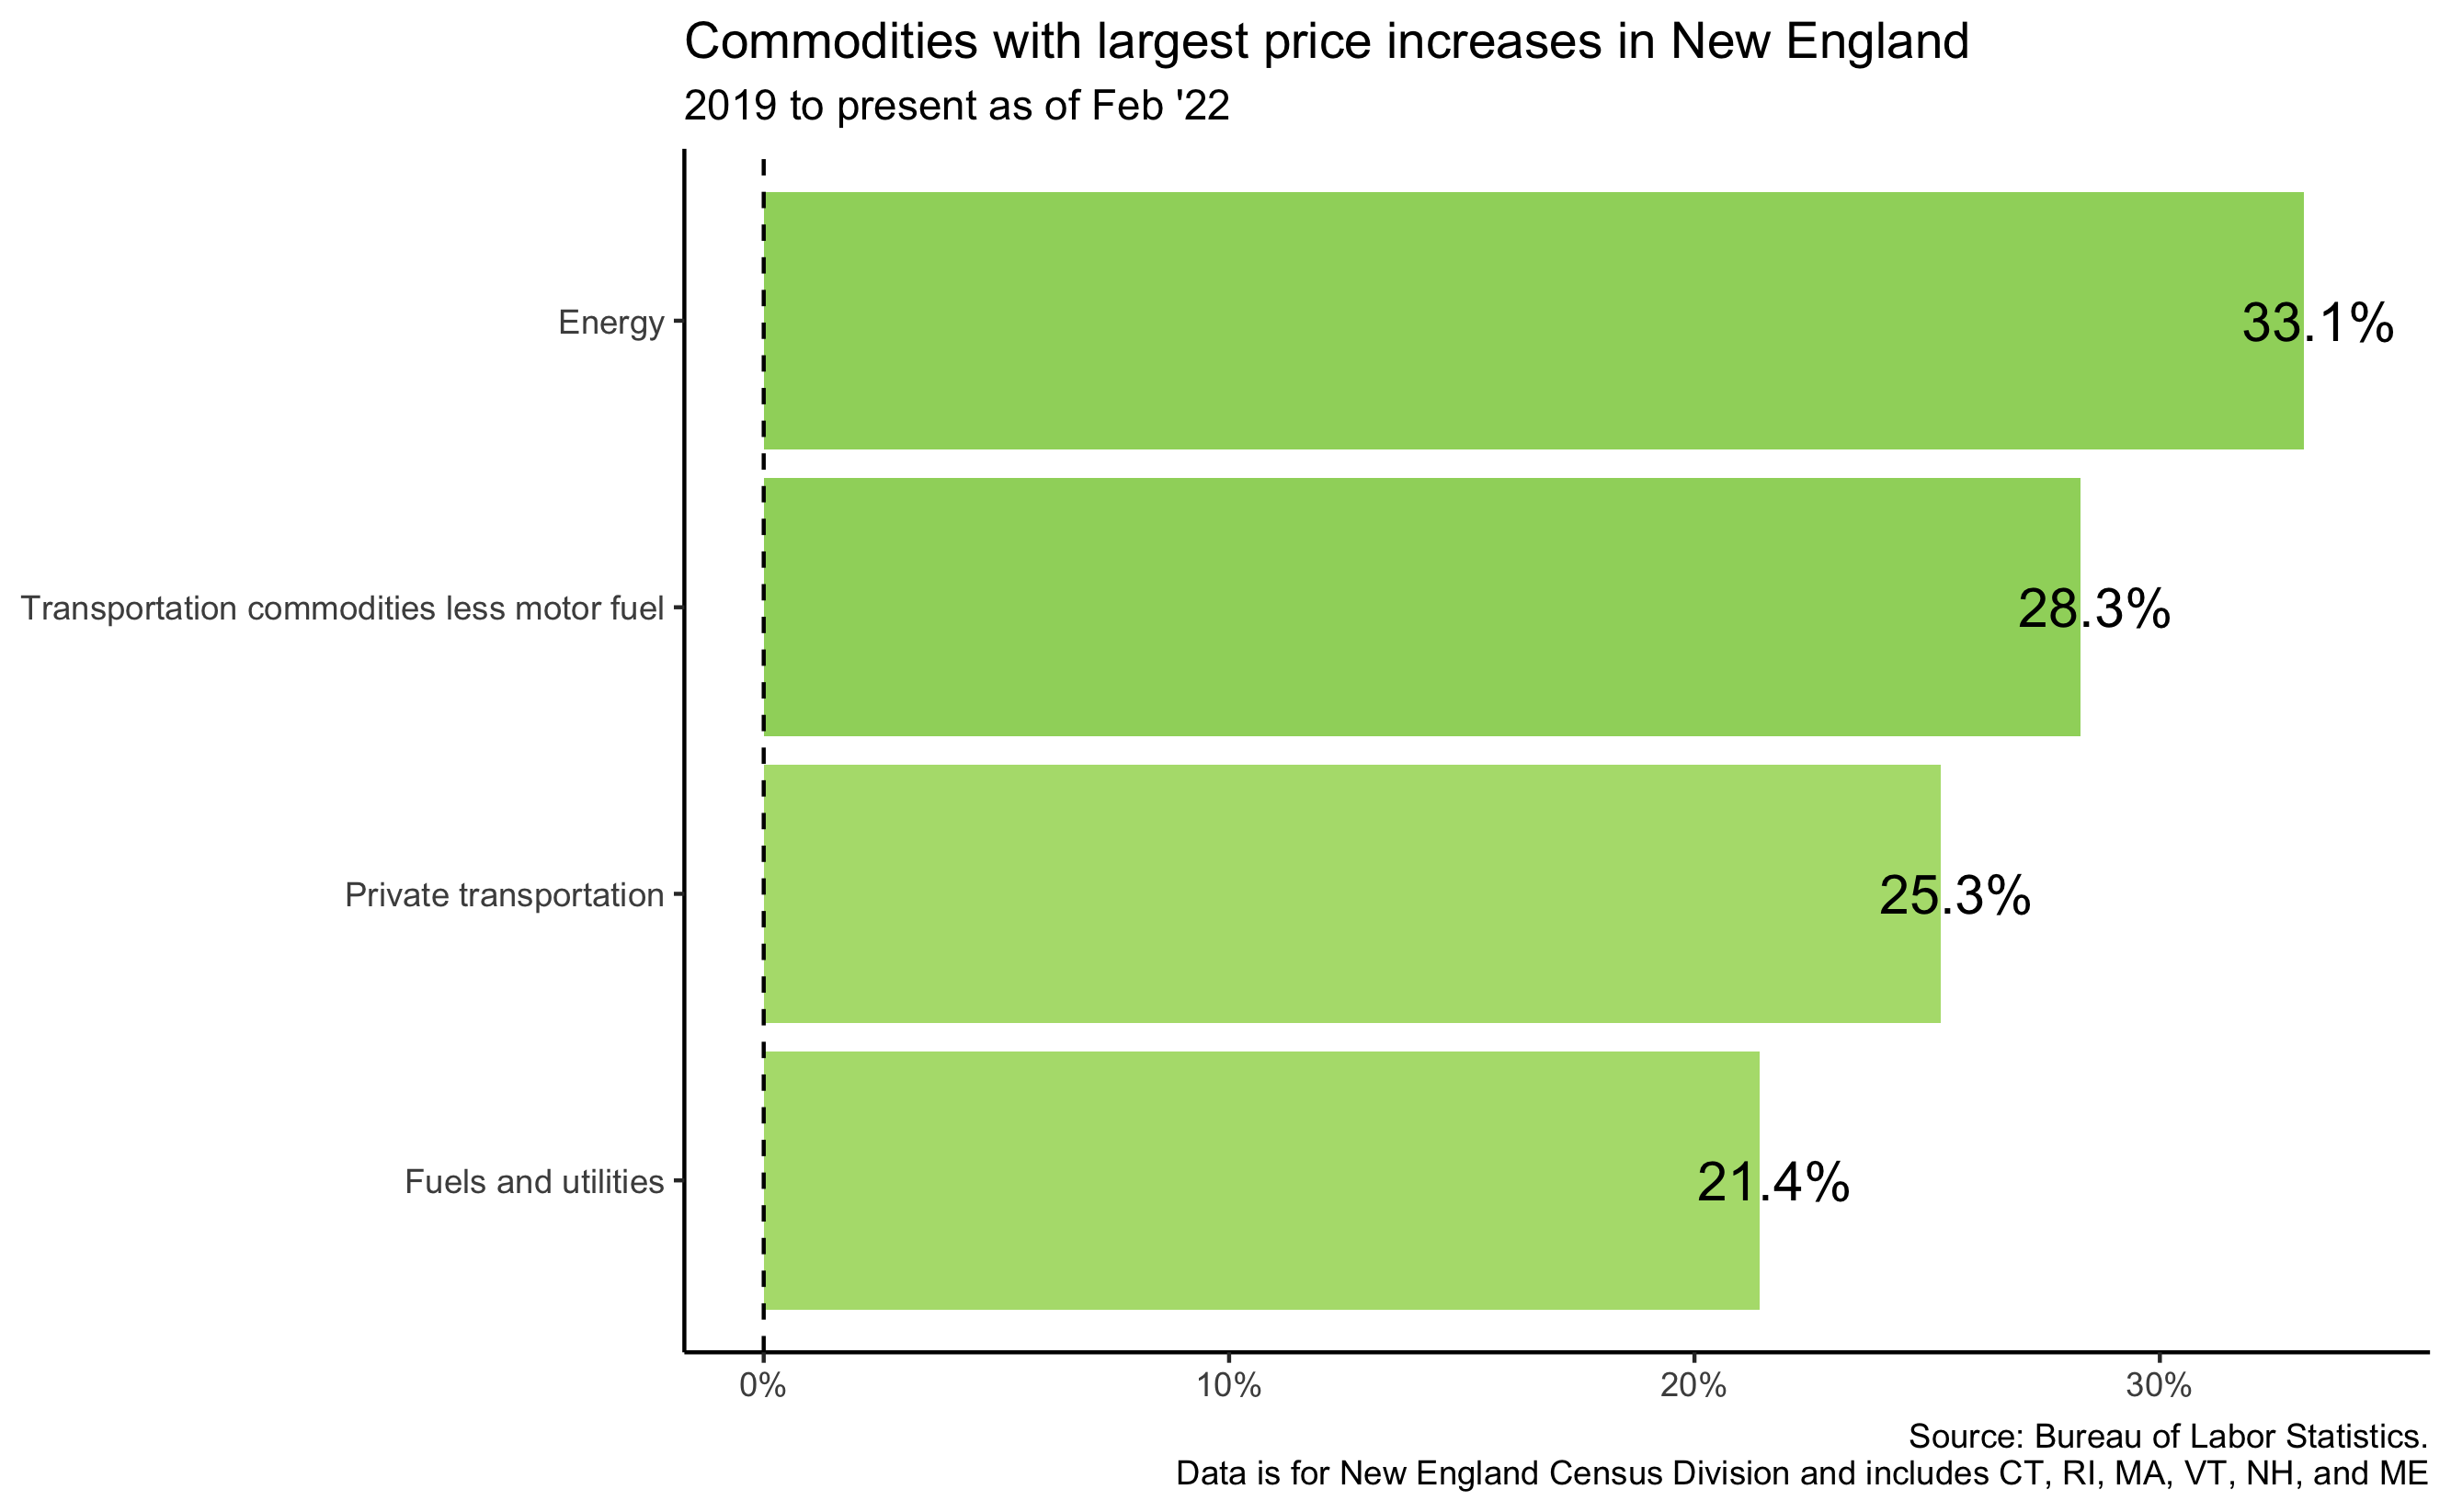 Commodities with largest price increases in New England
2019 to present as of Feb '22
Energy
33.1%
Transportation commodities less motor fuel
28.3%
Private transportation
25.3%
Fuels and utilities
21.4%
0%
10%
20%
30%
Source: Bureau of Labor Statistics.
Data is for New England Census Division and includes CT, RI, MA, VT, NH, and ME